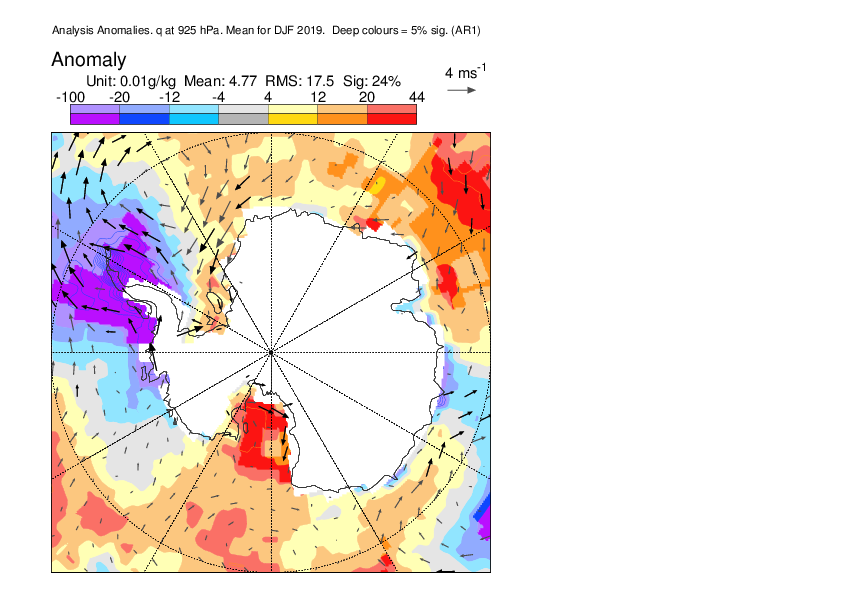 Analysis Anomalies. q at 925 hPa. Mean for DJF 2019.  Deep colours = 5% sig. (AR1)
Anomaly
Unit: 0.01g/kg  Mean: 4.77  RMS: 17.5  Sig: 24%
4 ms-1
-100 -20 -12 -4 4 12 20 44